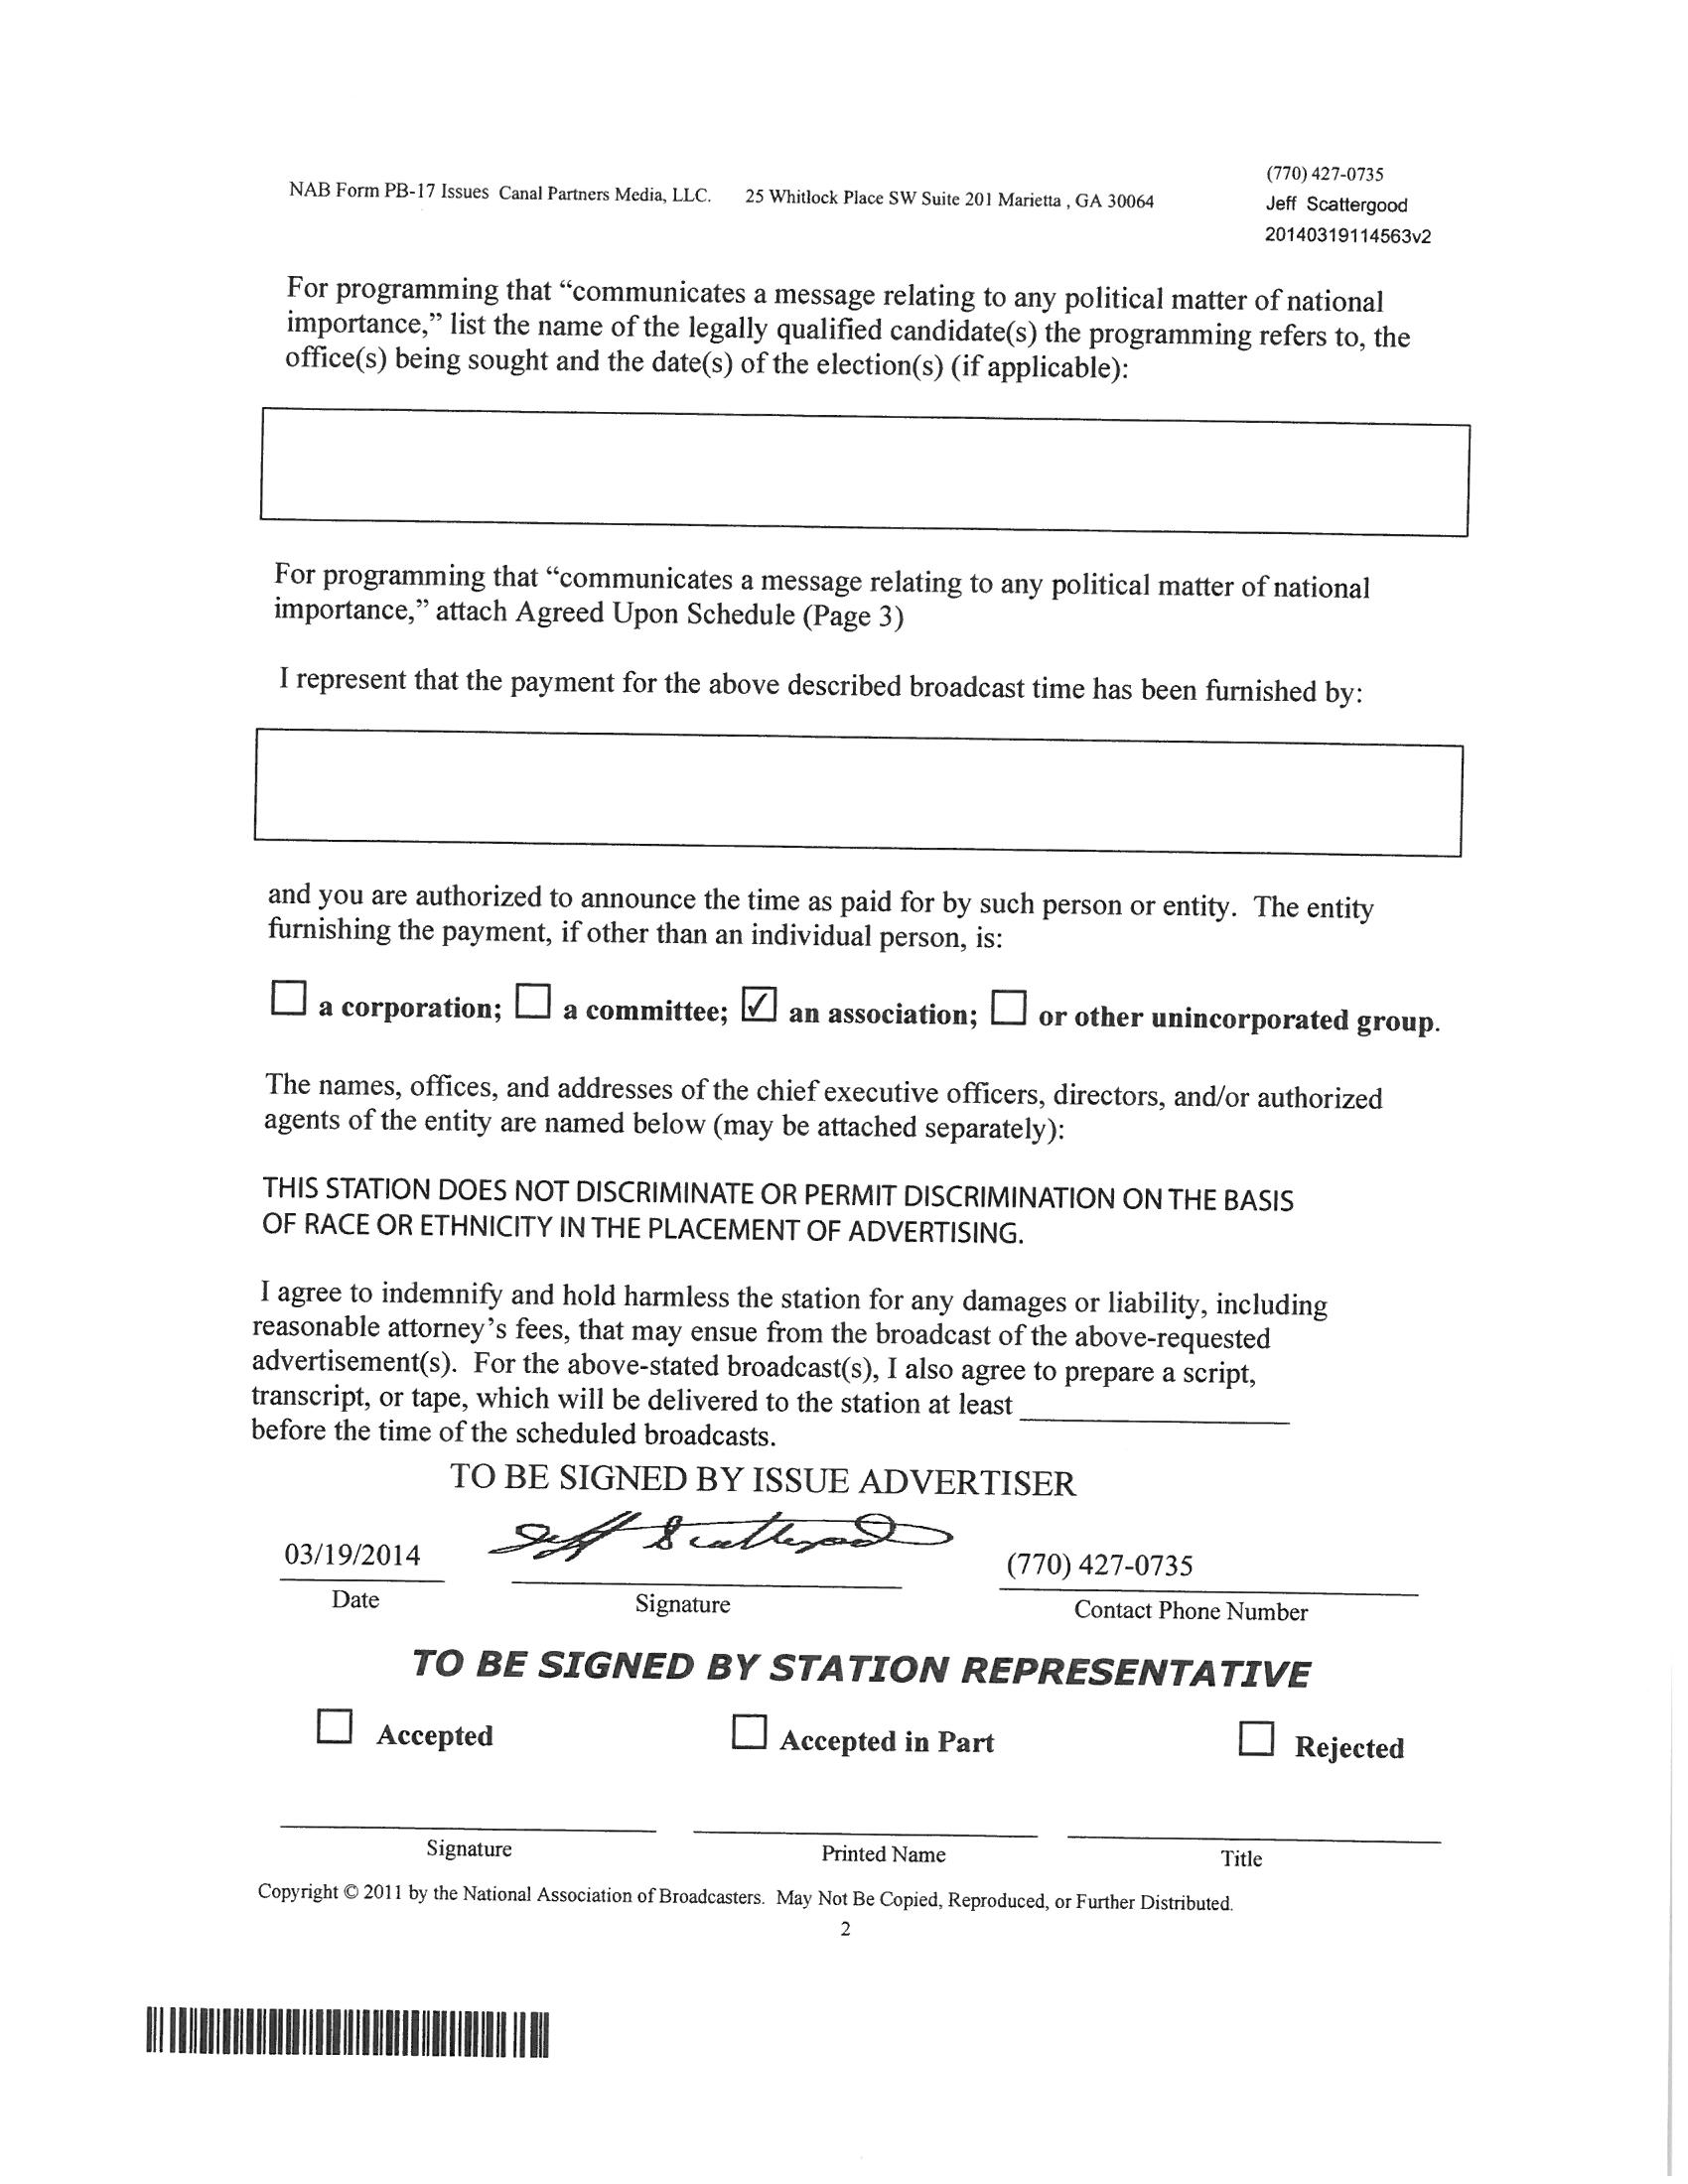 NAB Form PB-17 Issues Canal Partners Media, LLC. 25 Whitlock Place SW Suite 201 Marietta , GA 30064
(770) 427-0735
Jeff Scattergood
20140319114563v2
For programming that “communicates a message relating to any political matter of national
importance,” list the name of the legally qualified candidate(s) the programming refers to, the
office(s) being sought and the date(s) of the election(s) (if applicable):
For programming that “communicates a message relating to any political matter of national
importance,” attach Agreed Upon Schedule (Page 3)
I represent that the payment for the above described broadcast time has been furnished by:
and you are authorized to announce the time as paid for by such person or entity. The entity
furnishing the payment, if other than an individual person, is:
☐ a corporation; ☐ a committee; ☑ an association; ☐ or other unincorporated group.
The names, offices, and addresses of the chief executive officers, directors, and/or authorized
agents of the entity are named below (may be attached separately):
THIS STATION DOES NOT DISCRIMINATE OR PERMIT DISCRIMINATION ON THE BASIS
OF RACE OR ETHNICITY IN THE PLACEMENT OF ADVERTISING.
I agree to indemnify and hold harmless the station for any damages or liability, including
reasonable attorney’s fees, that may ensue from the broadcast of the above-requested
advertisement(s). For the above-stated broadcast(s), I also agree to prepare a script,
transcript, or tape, which will be delivered to the station at least
before the time of the scheduled broadcasts.
TO BE SIGNED BY ISSUE ADVERTISER
03/19/2014 Jeff Scattergood (770) 427-0735
Date Signature Contact Phone Number
TO BE SIGNED BY STATION REPRESENTATIVE
☐ Accepted ☐ Accepted in Part ☐ Rejected
Signature Printed Name Title
Copyright © 2011 by the National Association of Broadcasters. May Not Be Copied, Reproduced, or Further Distributed.
2